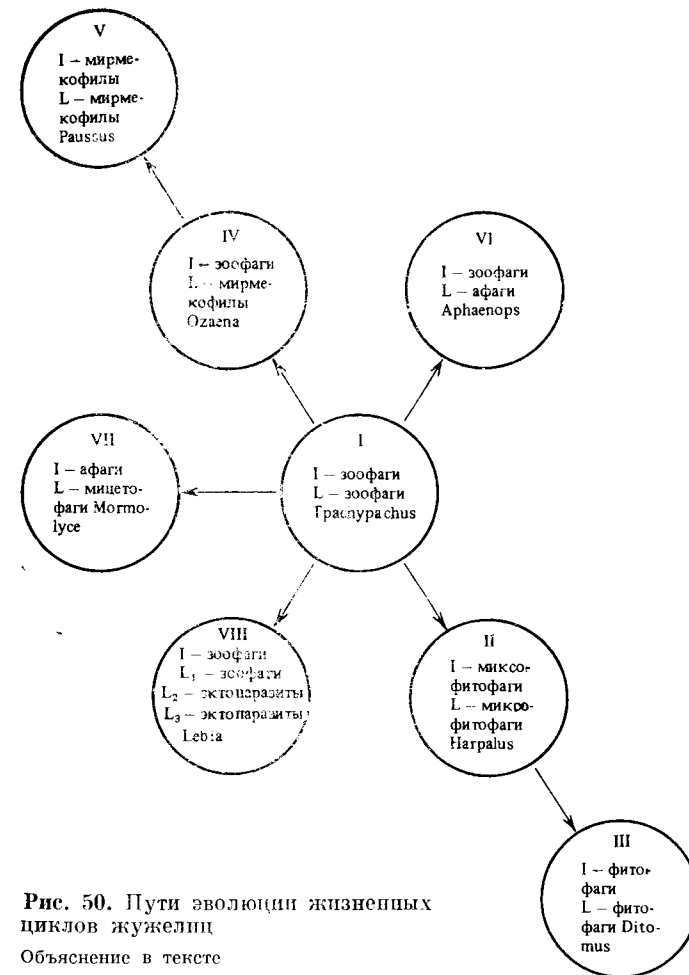 V
I – мирме-
кофилы
L – мирме-
кофилы
Paussus
IV
I – зоофаги
L – мирме-
кофилы
Ozaena
VI
I – зоофаги
L – афаги
Aphaenops
VII
I – афаги
L – мицето-
фаги Mormo-
lyce
I
I – зоофаги
L – зоофаги
Trachypachus
VIII
I – зоофаги
L₁ – зоофаги
L₂ – эктопаразиты
L₃ – эктопаразиты
Lebia
II
I – миксо-
фитофаги
L – миксо-
фитофаги
Harpalus
III
I – фито-
фаги
L – фито-
фаги Dito-
mus
Рис. 50. Пути эволюции жизненных
циклов жужелиц
Объяснение в тексте